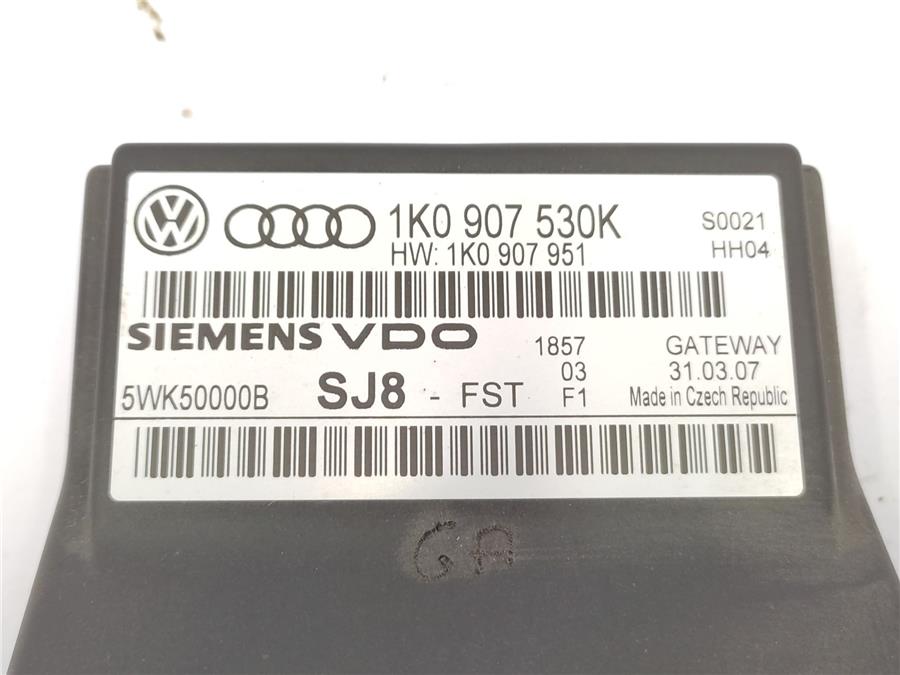 1K0 907 530K S0021
HW: 1K0 907 951 HH04
SIEMENS VDO 1857 GATEWAY
03 31.03.07
5WK50000B SJ8 - FST F1 Made in Czech Republic
GA